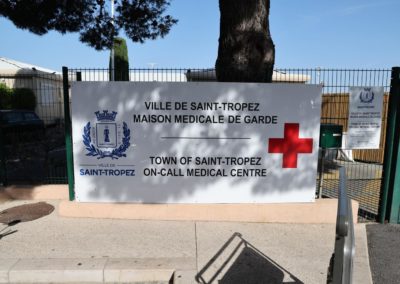 VILLE DE SAINT-TROPEZ
MAISON MEDICALE DE GARDE
TOWN OF SAINT-TROPEZ
ON-CALL MEDICAL CENTRE
VILLE DE
SAINT-TROPEZ